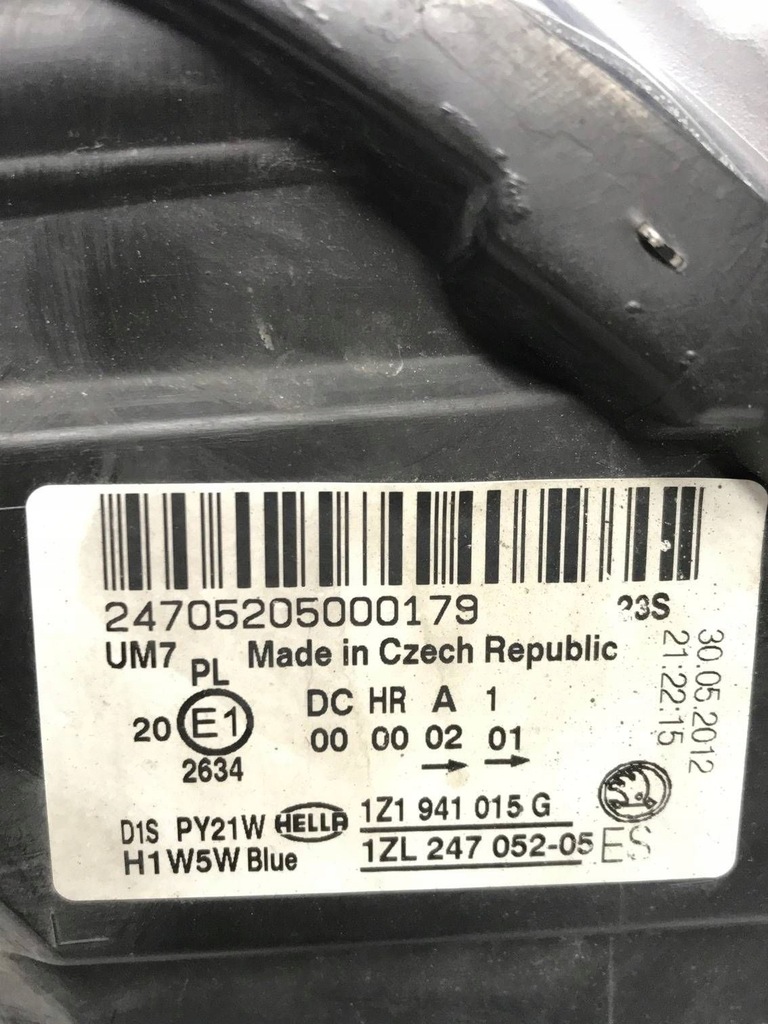 24705205000179 23S
UM7 PL Made in Czech Republic
30.05.2012
21:22:15
DC HR A 1
20 E1
00 00 02 01
2634
D1S PY21W HELLA 1Z1 941 015 G
H1 W5W Blue 1ZL 247 052-05 ES